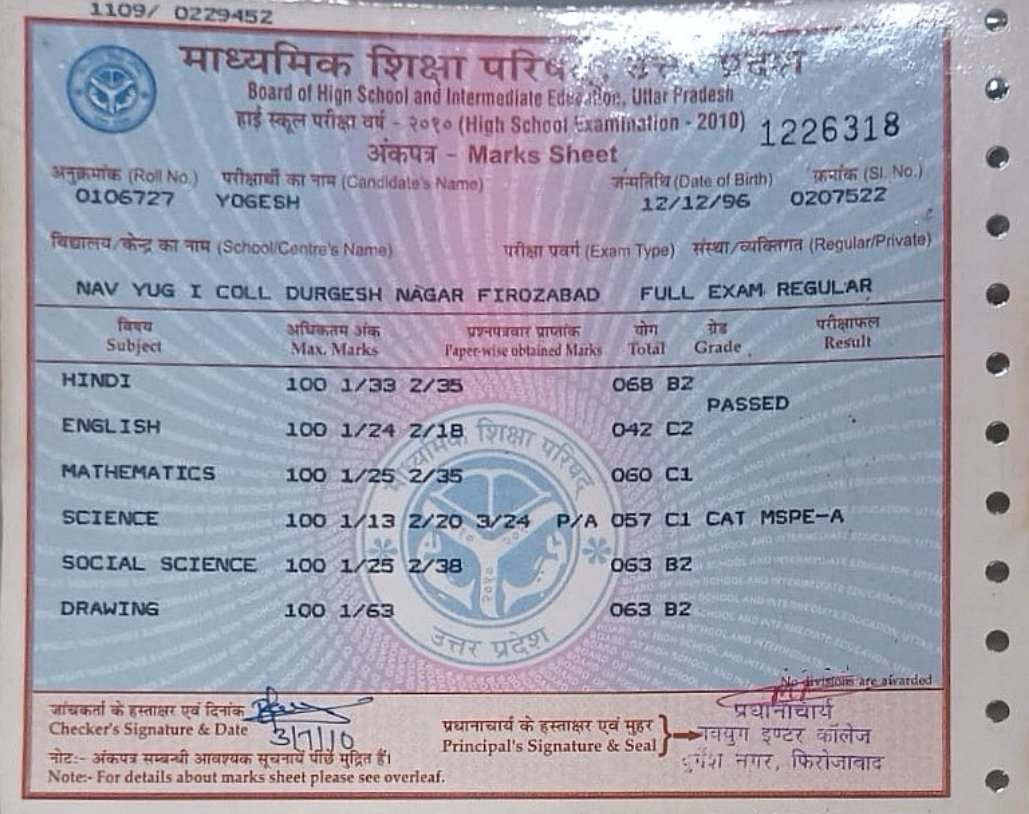 1109/ 0229452
माध्यमिक शिक्षा परिषद, उत्तर प्रदेश
Board of High School and Intermediate Education, Uttar Pradesh
हाई स्कूल परीक्षा वर्ष - २०१० (High School Examination - 2010) 1226318
अंकपत्र - Marks Sheet
अनुक्रमांक (Roll No.) परीक्षार्थी का नाम (Candidate's Name) जन्मतिथि (Date of Birth) क्रमांक (Sl. No.)
0106727 YOGESH 12/12/96 0207522
विद्यालय/केन्द्र का नाम (School/Centre's Name) परीक्षा प्रवर्ग (Exam Type) संस्था/व्यक्तिगत (Regular/Private)
NAV YUG I COLL DURGESH NAGAR FIROZABAD FULL EXAM REGULAR
विषय अधिकतम अंक प्रश्नपत्रवार प्राप्तांक योग ग्रेड परीक्षाफल
Subject Max. Marks Paper-wise obtained Marks Total Grade Result
HINDI 100 1/33 2/35 068 B2
PASSED
ENGLISH 100 1/24 2/18 042 C2
MATHEMATICS 100 1/25 2/35 060 C1
SCIENCE 100 1/13 2/20 3/24 P/A 057 C1 CAT MSPE-A
SOCIAL SCIENCE 100 1/25 2/38 063 B2
DRAWING 100 1/63 063 B2
माध्यमिक शिक्षा परिषद्
२०१०
उत्तर प्रदेश
No divisions are awarded
जांचकर्ता के हस्ताक्षर एवं दिनांक
Checker's Signature & Date
3/7/10
प्रधानाचार्य के हस्ताक्षर एवं मुहर
Principal's Signature & Seal
प्रधानाचार्य
नवयुग इण्टर कॉलेज
नगर, फिरोजाबाद
नोट:- अंकपत्र सम्बन्धी आवश्यक सूचनायें पीछे मुद्रित हैं।
Note:- For details about marks sheet please see overleaf.